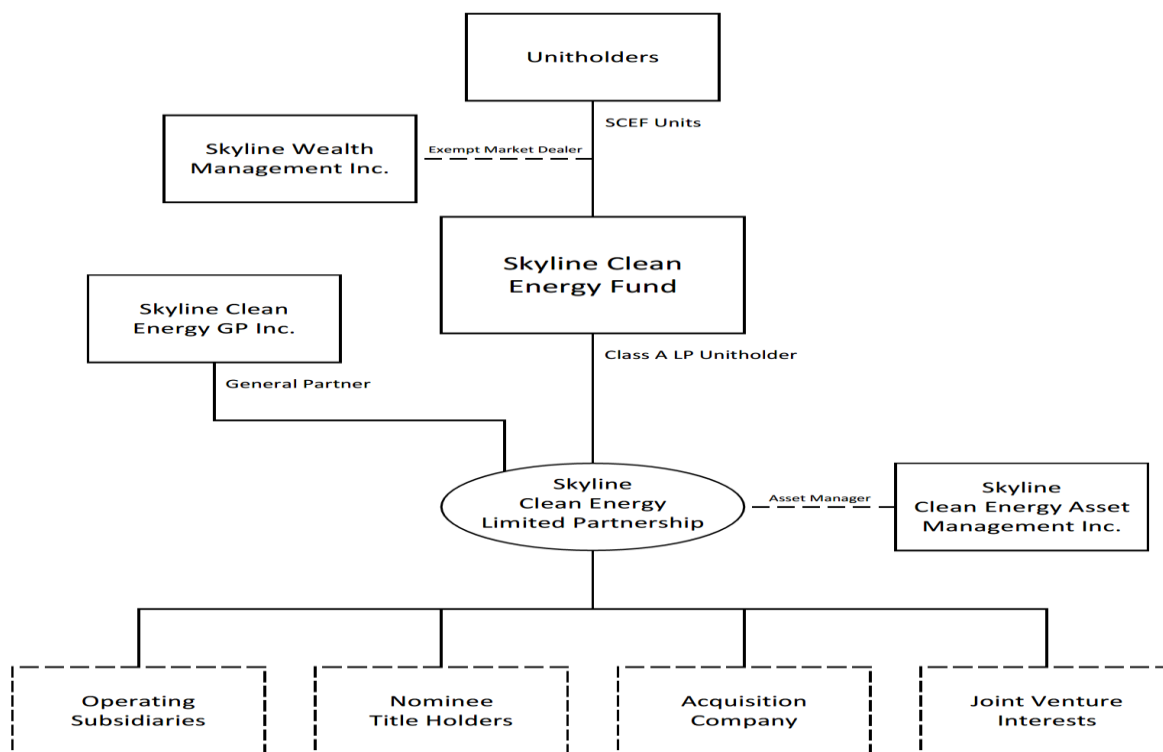 Unitholders
SCEF Units
Skyline Wealth
Management Inc.
Exempt Market Dealer
Skyline Clean
Energy Fund
Skyline Clean
Energy GP Inc.
Class A LP Unitholder
General Partner
Skyline
Clean Energy
Limited Partnership
Asset Manager
Skyline
Clean Energy Asset
Management Inc.
Operating
Subsidiaries
Nominee
Title Holders
Acquisition
Company
Joint Venture
Interests